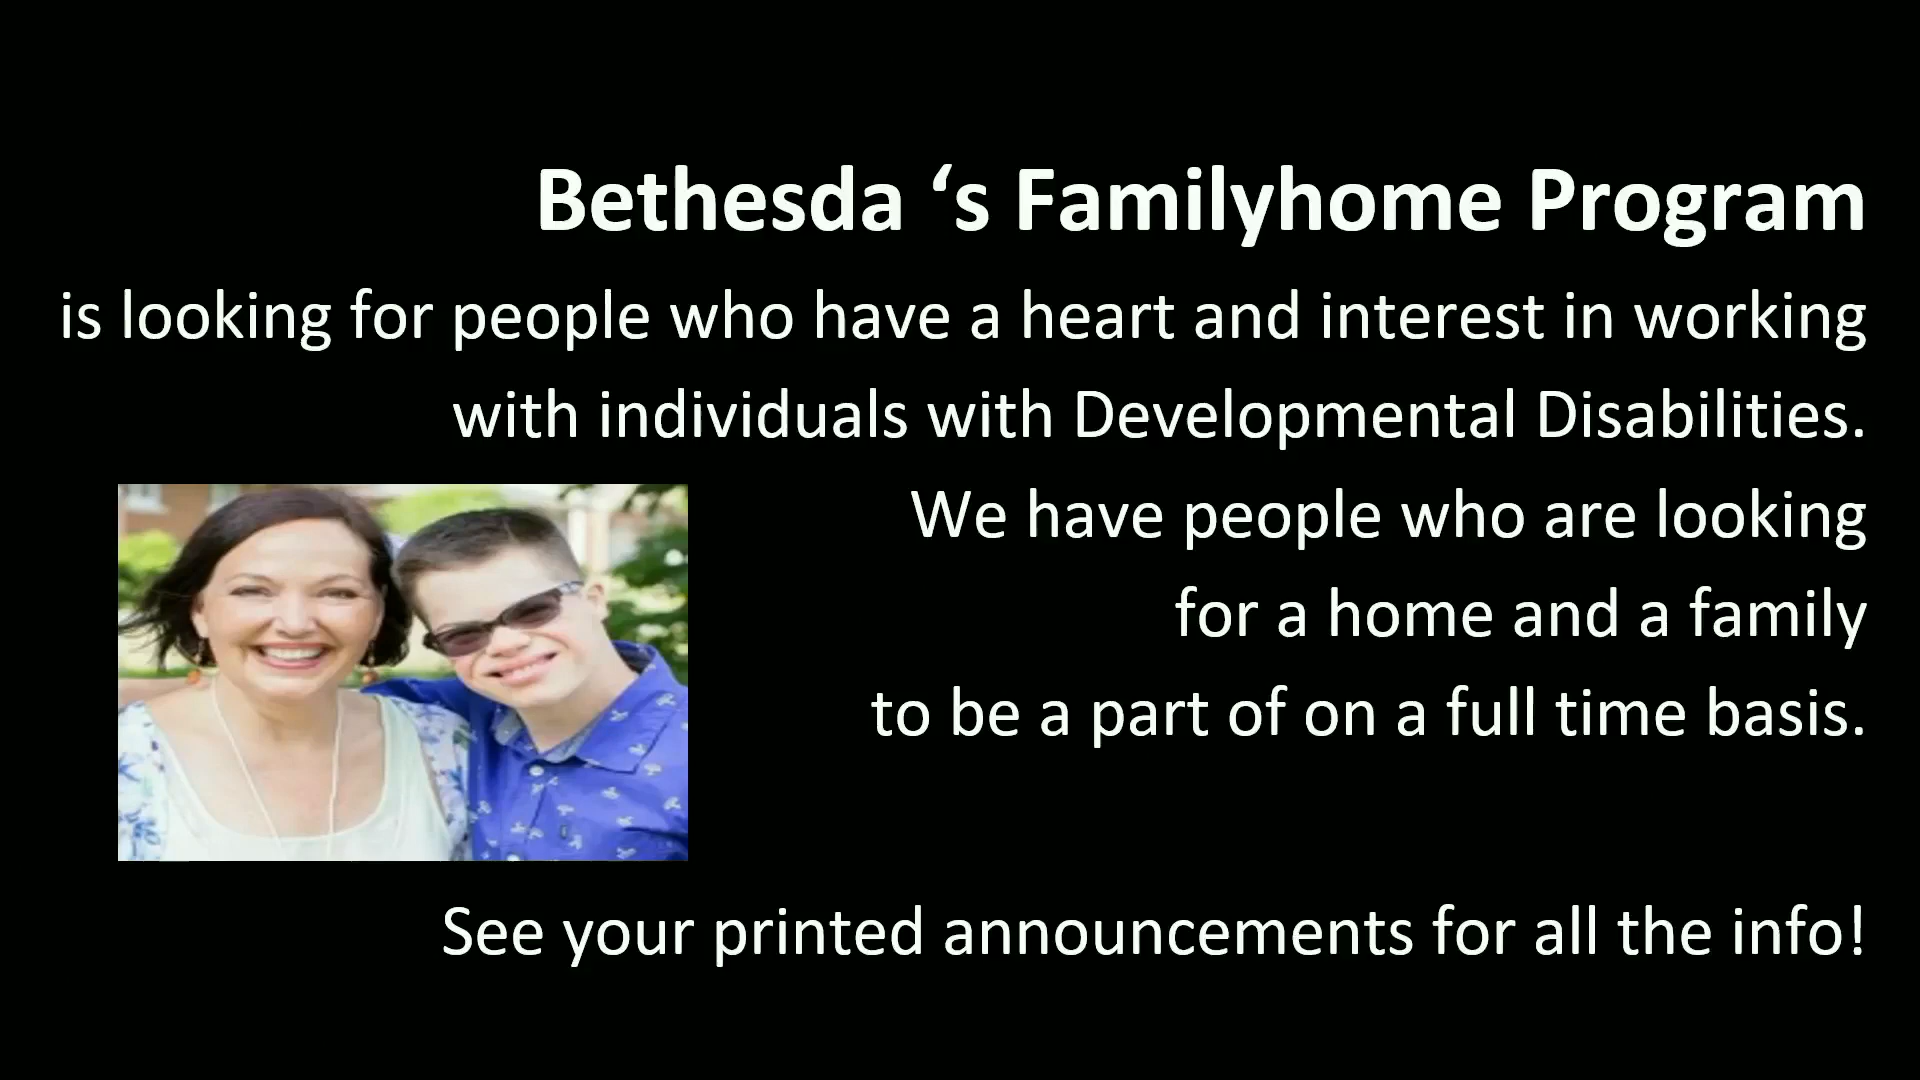 Bethesda ‘s Familyhome Program
is looking for people who have a heart and interest in working
with individuals with Developmental Disabilities.
We have people who are looking
for a home and a family
to be a part of on a full time basis.
See your printed announcements for all the info!